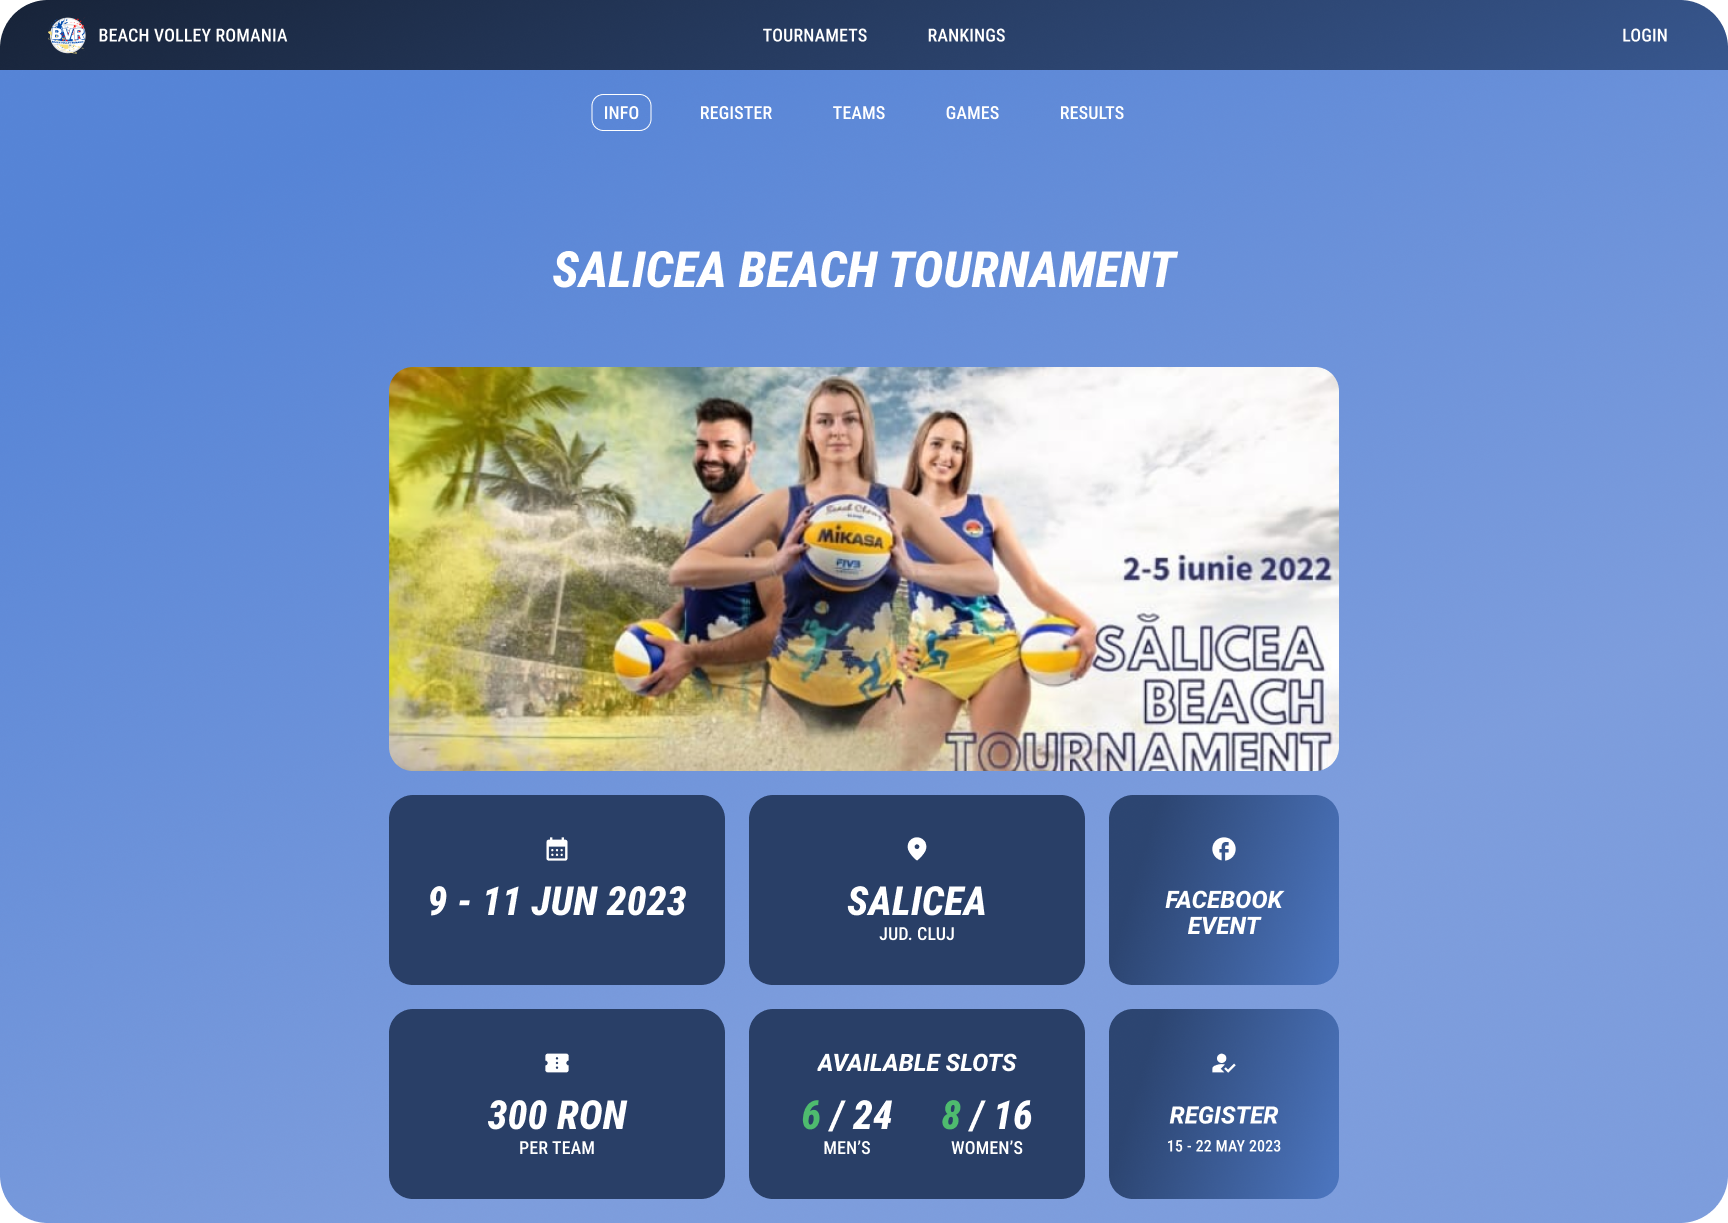 BVR BEACH VOLLEY ROMANIA
TOURNAMETS
RANKINGS
LOGIN
INFO
REGISTER
TEAMS
GAMES
RESULTS
SALICEA BEACH TOURNAMENT
Beach
MIKASA
FIVB
2-5 iunie 2022
SĂLICEA
BEACH
TOURNAMENT
9 - 11 JUN 2023
SALICEA
JUD. CLUJ
FACEBOOK
EVENT
300 RON
PER TEAM
AVAILABLE SLOTS
6 / 24
MEN’S
8 / 16
WOMEN’S
REGISTER
15 - 22 MAY 2023